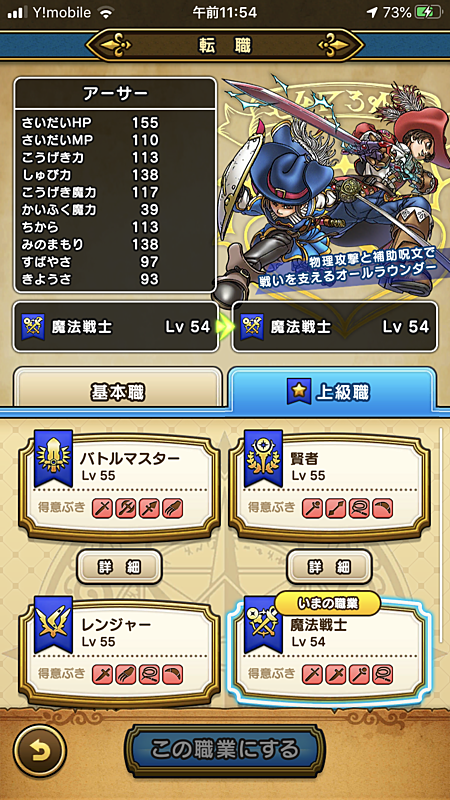 Y!mobile 午前11:54 73%
転職
アーサー
さいだいHP 155
さいだいMP 110
こうげき力 113
しゅび力 138
こうげき魔力 117
かいふく魔力 39
ちから 113
みのまもり 138
すばやさ 97
きようさ 93
物理攻撃と補助呪文で
戦いを支えるオールラウンダー
魔法戦士 Lv 54 魔法戦士 Lv 54
基本職 上級職
バトルマスター
Lv 55
得意ぶき
賢者
Lv 55
得意ぶき
詳細 詳細
レンジャー
Lv 55
得意ぶき
いまの職業
魔法戦士
Lv 54
得意ぶき
この職業にする